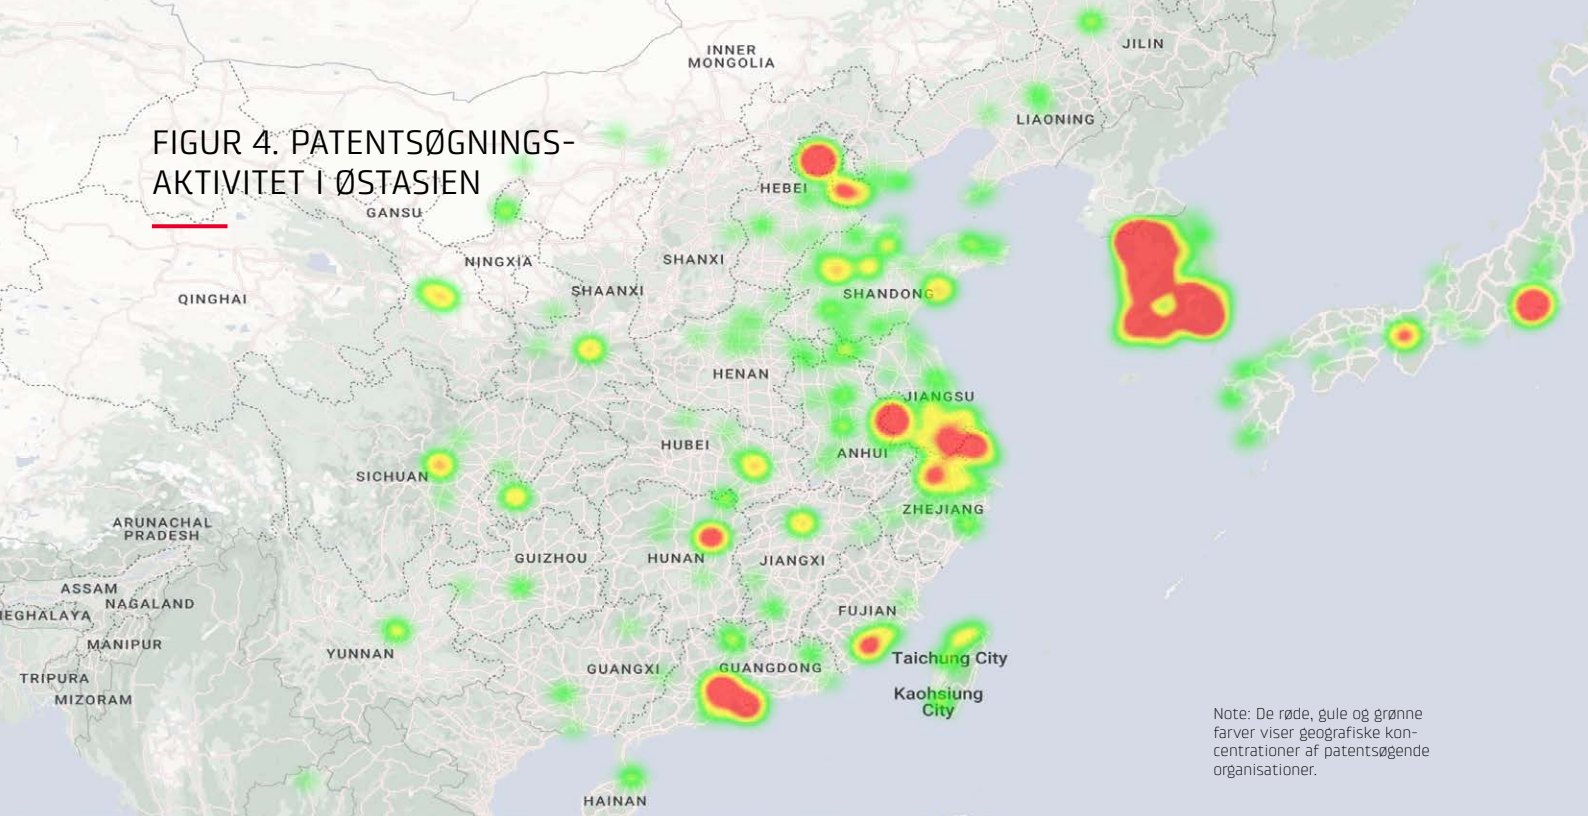 FIGUR 4. PATENTSØGNINGS-
AKTIVITET I ØSTASIEN
INNER
MONGOLIA
JILIN
LIAONING
HEBEI
GANSU
NINGXIA
SHANXI
SHAANXI
QINGHAI
SHANDONG
HENAN
JIANGSU
HUBEI
ANHUI
SICHUAN
ZHEJIANG
ARUNACHAL
PRADESH
GUIZHOU
HUNAN
JIANGXI
ASSAM
NAGALAND
EGHALAYA
FUJIAN
MANIPUR
YUNNAN
Taichung City
GUANGXI
GUANGDONG
TRIPURA
MIZORAM
Kaohsiung
City
Note: De røde, gule og grønne
farver viser geografiske kon-
centrationer af patentsøgende
organisationer.
HAINAN